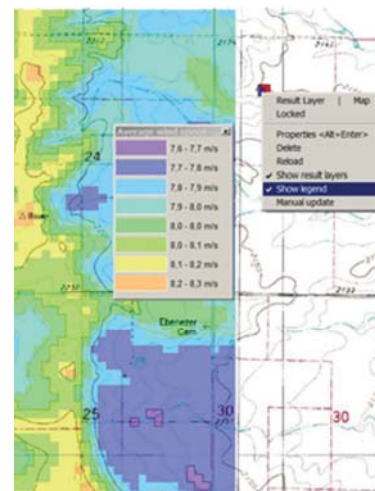 24
Average wind speed
7,6 - 7,7 m/s
7,7 - 7,8 m/s
7,8 - 7,9 m/s
7,9 - 8,0 m/s
8,0 - 8,0 m/s
8,0 - 8,1 m/s
8,1 - 8,2 m/s
8,2 - 8,3 m/s
Result Layer | Map
Locked
Properties <Alt+Enter>
Delete
Reload
Show result layers
Show legend
Manual update
Bauer
Ebenezer
Cem
25
30
30